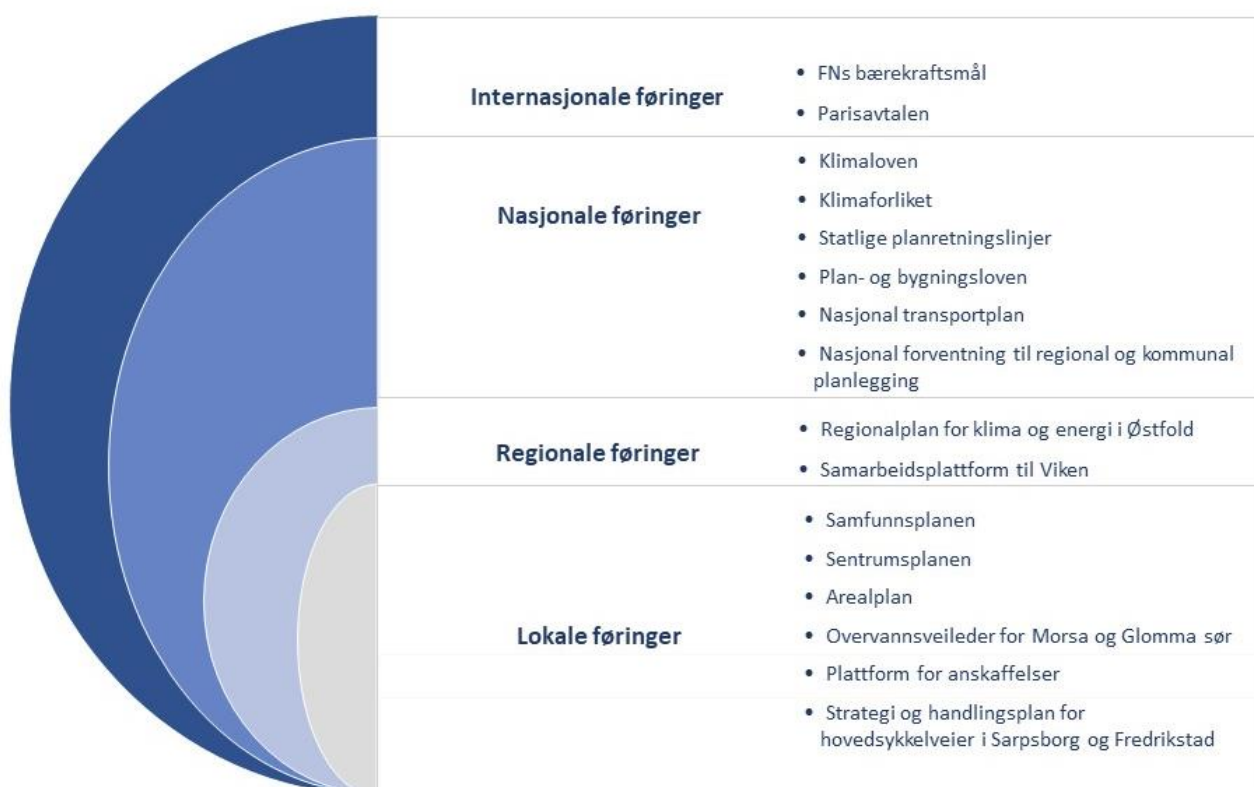 Internasjonale føringer
• FNs bærekraftsmål
• Parisavtalen
Nasjonale føringer
• Klimaloven
• Klimaforliket
• Statlige planretningslinjer
• Plan- og bygningsloven
• Nasjonal transportplan
• Nasjonal forventning til regional og kommunal
planlegging
Regionale føringer
• Regionalplan for klima og energi i Østfold
• Samarbeidsplattform til Viken
Lokale føringer
• Samfunnsplanen
• Sentrumsplanen
• Arealplan
• Overvannsveileder for Morsa og Glomma sør
• Plattform for anskaffelser
• Strategi og handlingsplan for
hovedsykkelveier i Sarpsborg og Fredrikstad